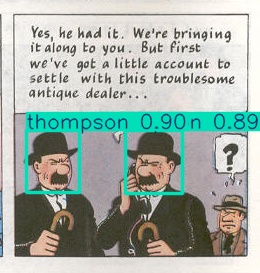 Yes, he had it. We're bringing
it along to you. But first
we've got a little account to
settle with this troublesome
antique dealer...
thompson 0.90 n 0.89
?